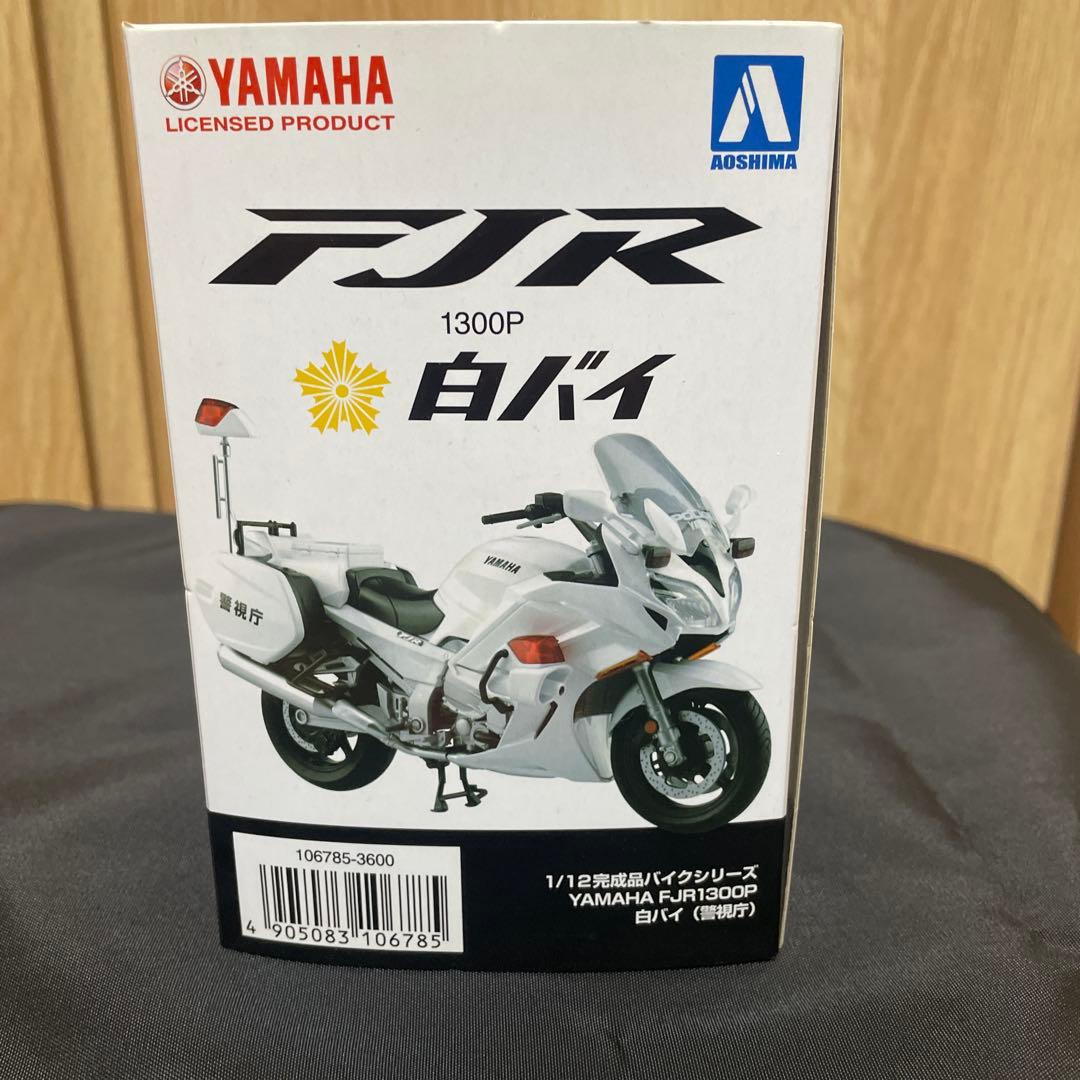 YAMAHA
LICENSED PRODUCT
AOSHIMA
FJR
1300P
白バイ
YAMAHA
警視庁
FJR
106785-3600
4 905083 106785
1/12完成品バイクシリーズ
YAMAHA FJR1300P
白バイ（警視庁）